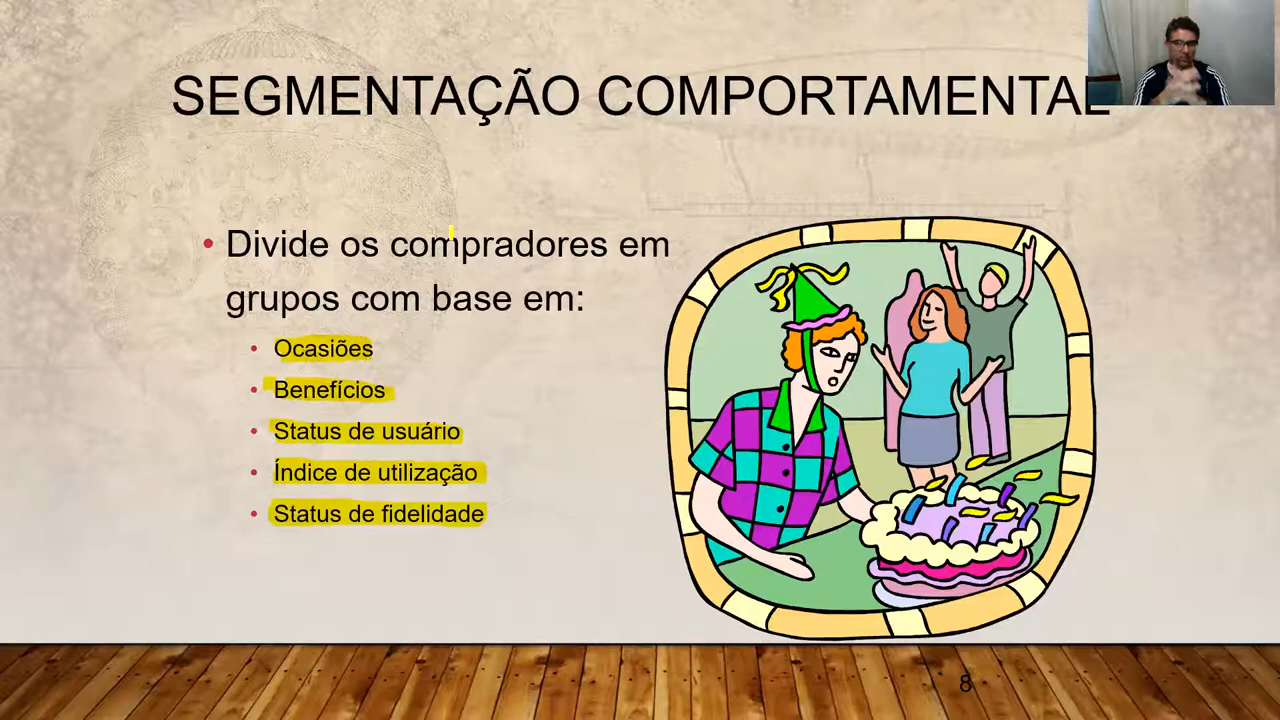 SEGMENTAÇÃO COMPORTAMENTAL
• Divide os compradores em
grupos com base em:
• Ocasiões
• Benefícios
• Status de usuário
• Índice de utilização
• Status de fidelidade
8